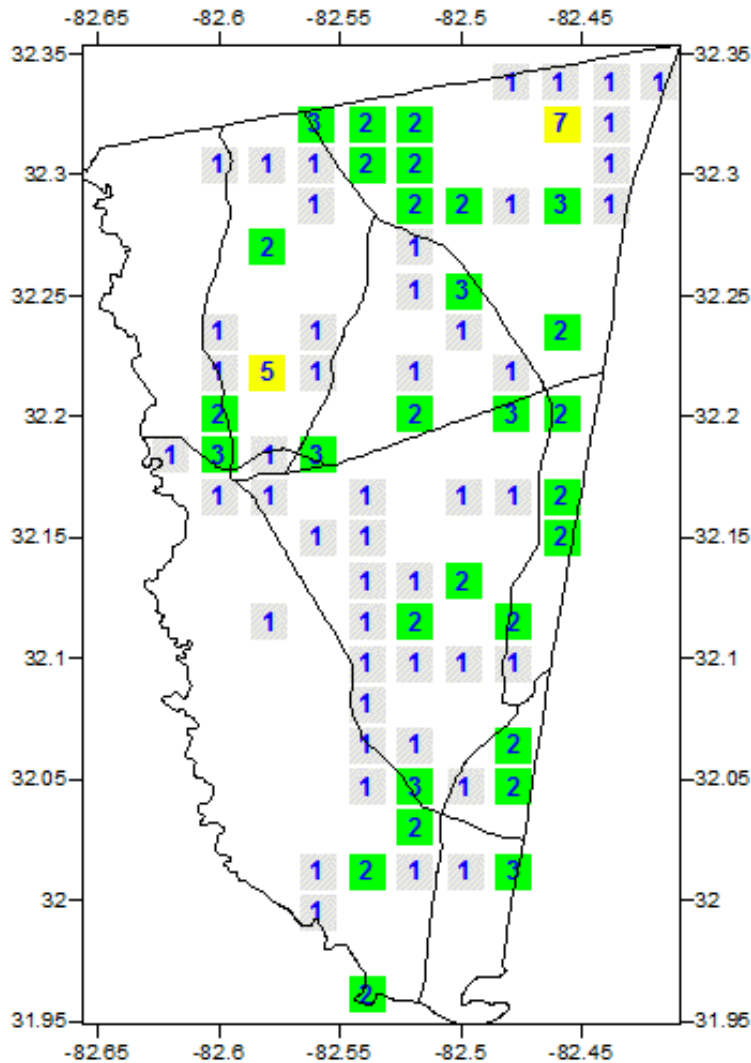 -82.65 -82.6 -82.55 -82.5 -82.45
32.35 32.35
1 1 1 1
3 2 2 7 1
32.3 1 1 1 2 2 1 32.3
1 2 2 1 3 1
2 1
32.25 1 3 32.25
1 1 1 2
1 5 1 1 1
32.2 2 2 3 2 32.2
1 3 1 3
1 1 1 1 1 2
32.15 1 1 2 32.15
1 1 2
1 1 2 2
32.1 1 1 1 1 32.1
1
1 1 2
32.05 1 3 1 2 32.05
2
1 2 1 1 3
32 1 32
2
31.95 31.95
-82.65 -82.6 -82.55 -82.5 -82.45